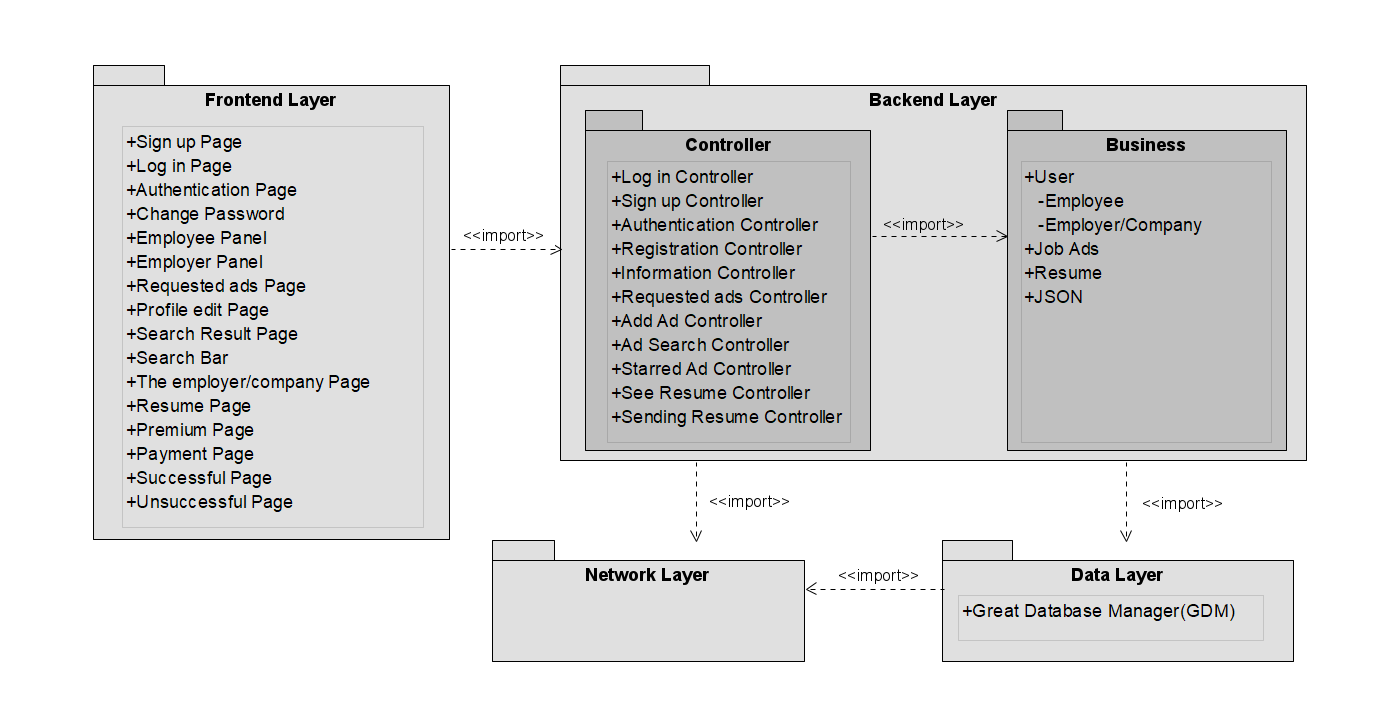 Frontend Layer
+Sign up Page
+Log in Page
+Authentication Page
+Change Password
+Employee Panel
+Employer Panel
+Requested ads Page
+Profile edit Page
+Search Result Page
+Search Bar
+The employer/company Page
+Resume Page
+Premium Page
+Payment Page
+Successful Page
+Unsuccessful Page
<<import>>
Backend Layer
Controller
+Log in Controller
+Sign up Controller
+Authentication Controller
+Registration Controller
+Information Controller
+Requested ads Controller
+Add Ad Controller
+Ad Search Controller
+Starred Ad Controller
+See Resume Controller
+Sending Resume Controller
<<import>>
Business
+User
-Employee
-Employer/Company
+Job Ads
+Resume
+JSON
<<import>>
<<import>>
Network Layer
<<import>>
Data Layer
+Great Database Manager(GDM)